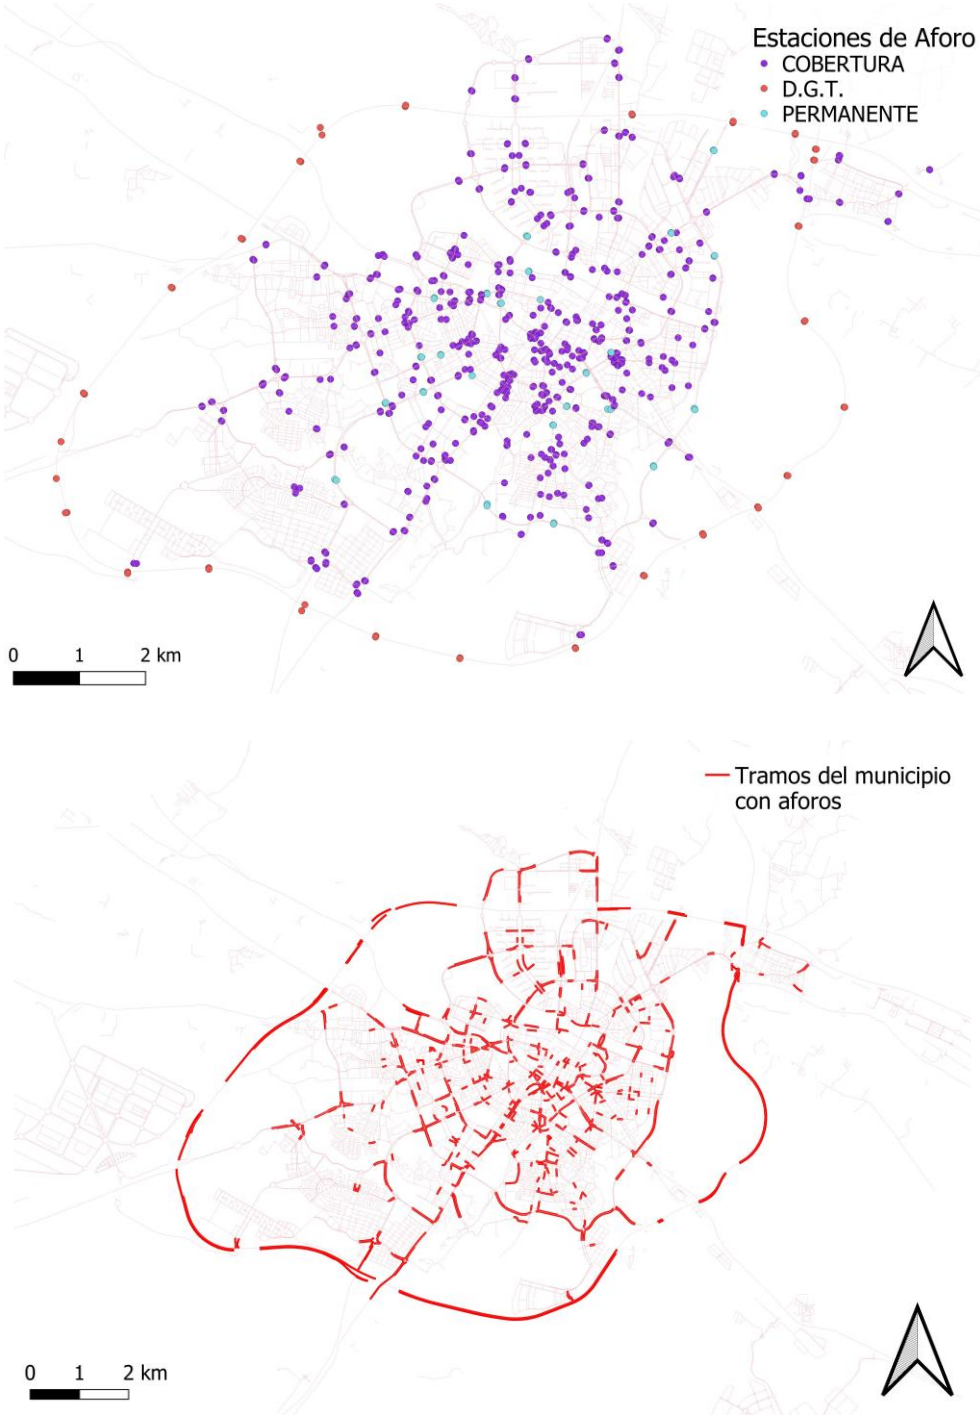 Estaciones de Aforo
COBERTURA
D.G.T.
PERMANENTE
0 1 2 km
Tramos del municipio
con aforos
0 1 2 km